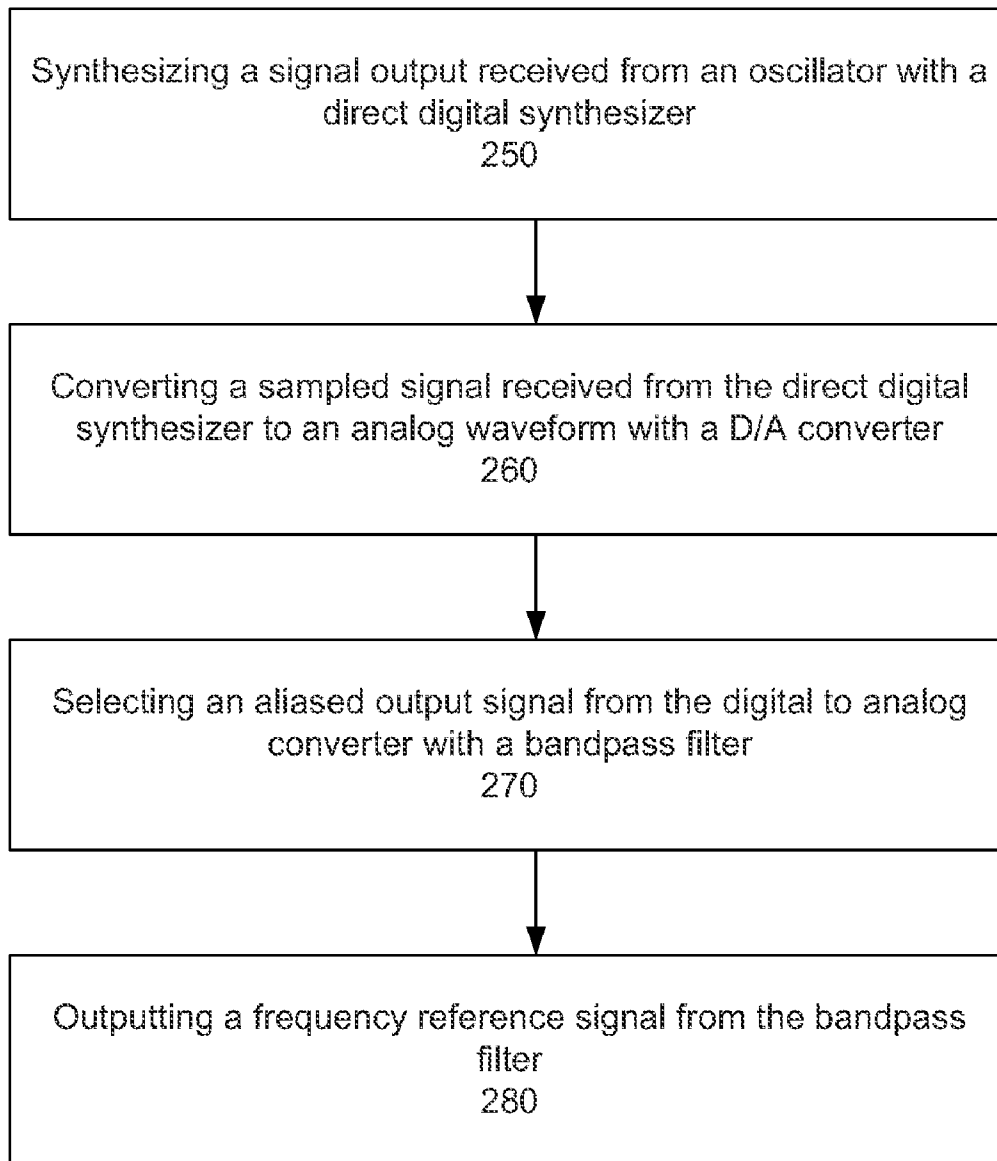 Synthesizing a signal output received from an oscillator with a
direct digital synthesizer
250
Converting a sampled signal received from the direct digital
synthesizer to an analog waveform with a D/A converter
260
Selecting an aliased output signal from the digital to analog
converter with a bandpass filter
270
Outputting a frequency reference signal from the bandpass
filter
280